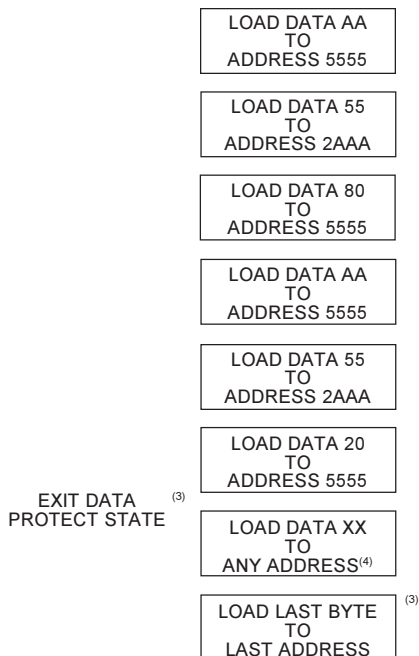 LOAD DATA AA
TO
ADDRESS 5555
LOAD DATA 55
TO
ADDRESS 2AAA
LOAD DATA 80
TO
ADDRESS 5555
LOAD DATA AA
TO
ADDRESS 5555
LOAD DATA 55
TO
ADDRESS 2AAA
LOAD DATA 20
TO
ADDRESS 5555
EXIT DATA (3)
PROTECT STATE
LOAD DATA XX
TO
ANY ADDRESS(4)
LOAD LAST BYTE (3)
TO
LAST ADDRESS